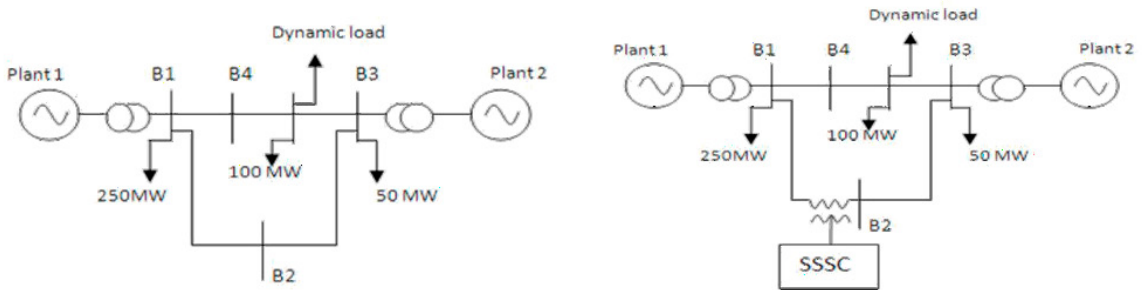 Dynamic load
Plant 1
B1
B4
B3
Plant 2
250MW
100 MW
50 MW
B2
Dynamic load
Plant 1
B1
B4
B3
Plant 2
250MW
100 MW
50 MW
B2
SSSC